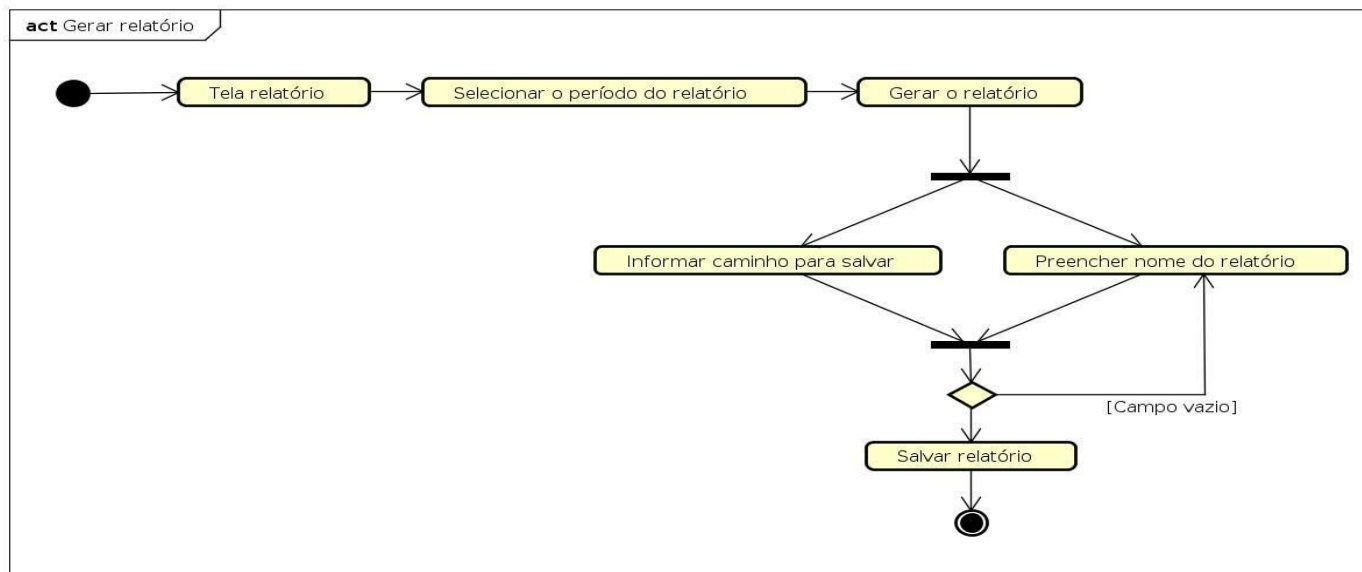 act Gerar relatório
Tela relatório
Selecionar o período do relatório
Gerar o relatório
Informar caminho para salvar
Preencher nome do relatório
[Campo vazio]
Salvar relatório